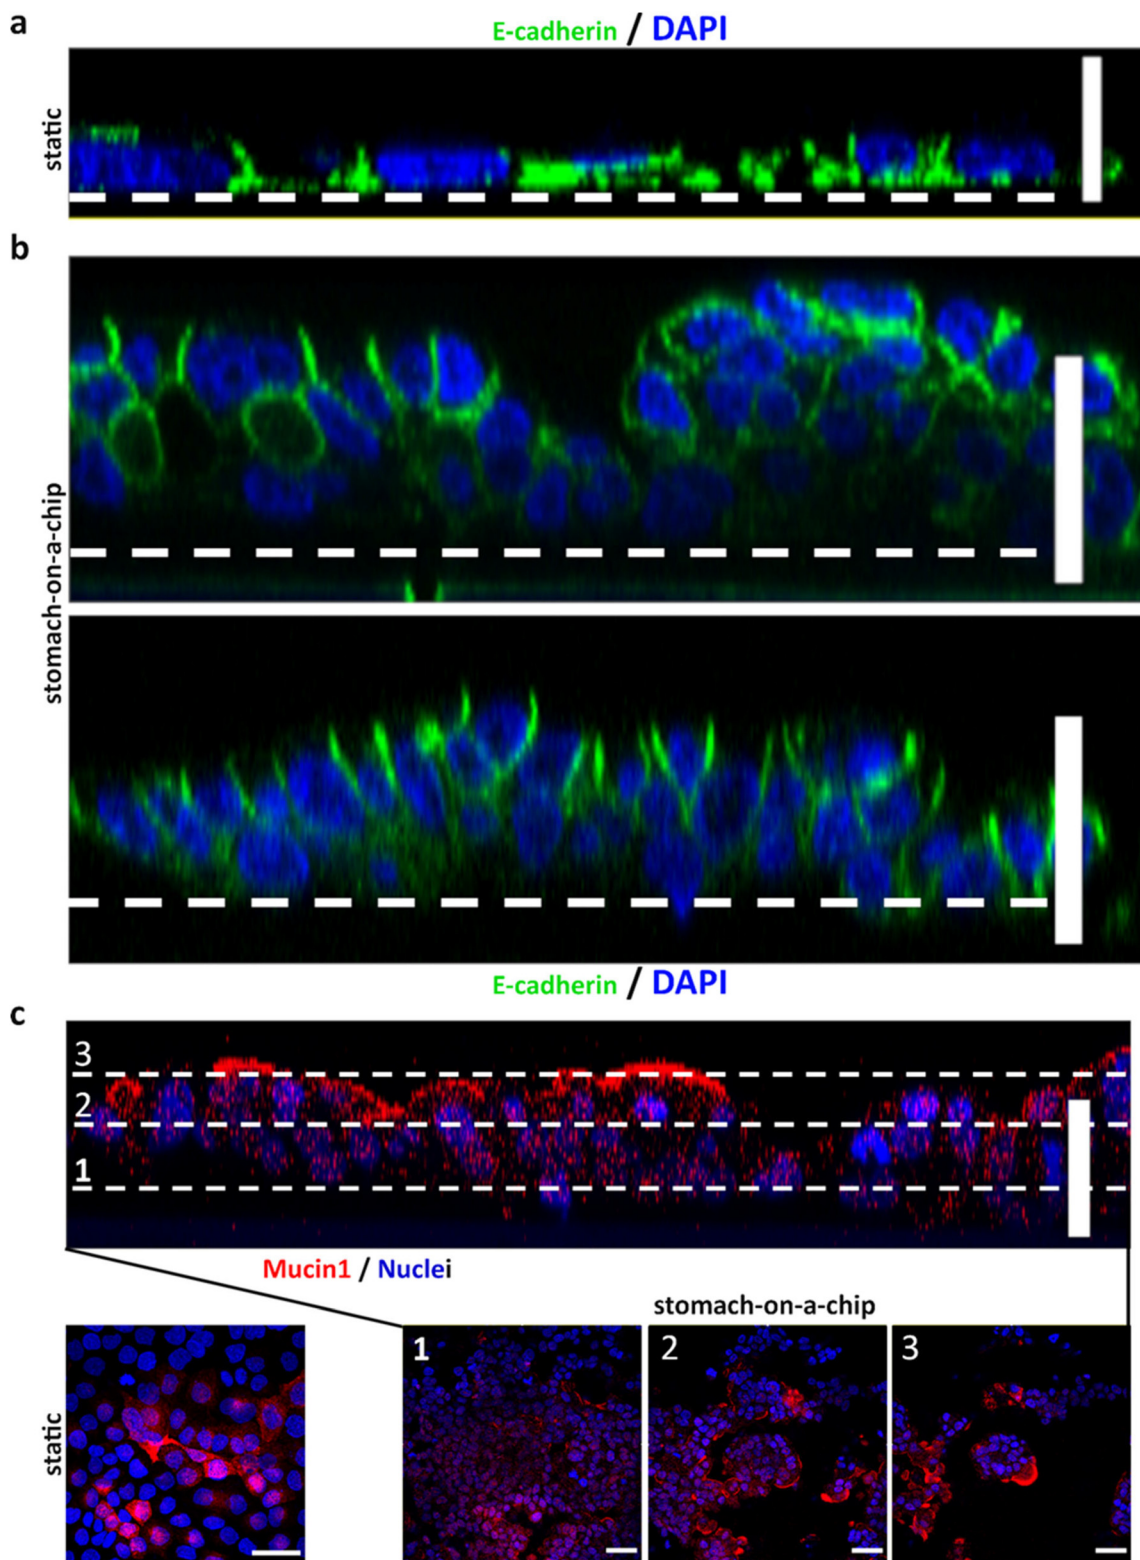 a
E-cadherin / DAPI
static
b
stomach-on-a-chip
E-cadherin / DAPI
c
3
2
1
Mucin1 / Nuclei
stomach-on-a-chip
static
1
2
3